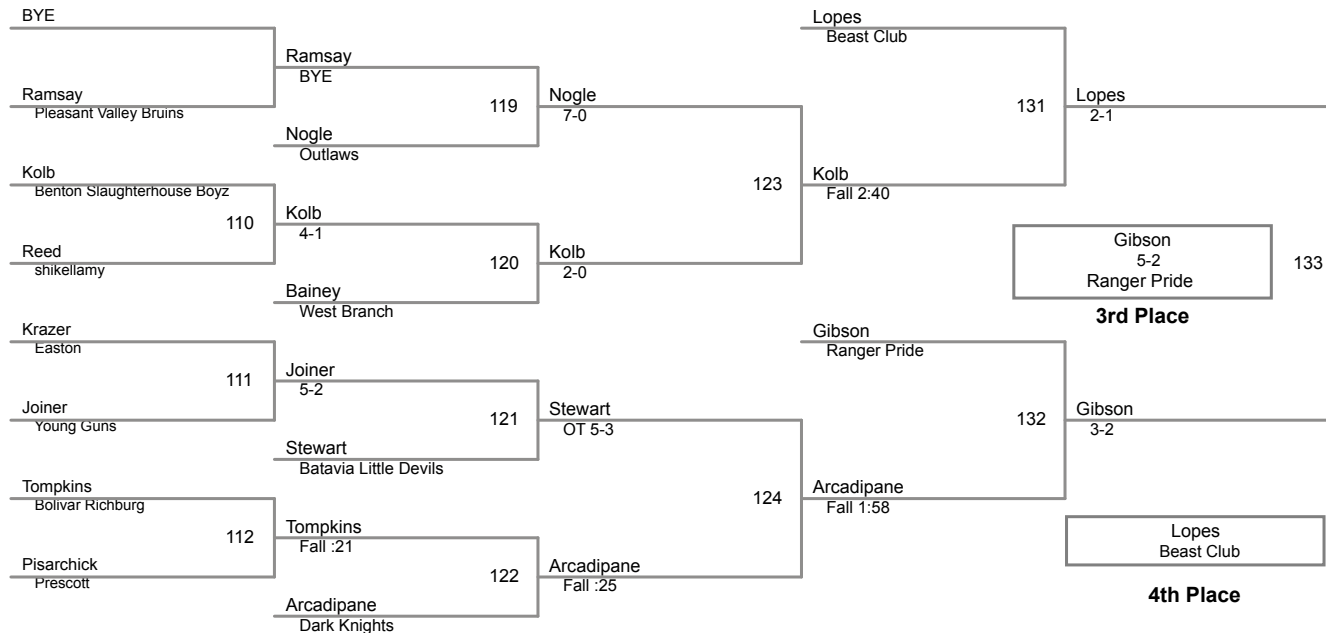 BYE
Ramsay
Pleasant Valley Bruins
Kolb
Benton Slaughterhouse Boyz
110
Reed
shikellamy
Krazer
Easton
111
Joiner
Young Guns
Tompkins
Bolivar Richburg
112
Pisarchick
Prescott
Ramsay
BYE
119
Nogle
Outlaws
Kolb
4-1
120
Bainey
West Branch
Joiner
5-2
121
Stewart
Batavia Little Devils
Tompkins
Fall :21
122
Arcadipane
Dark Knights
Nogle
7-0
123
Kolb
2-0
Stewart
OT 5-3
124
Arcadipane
Fall :25
Lopes
Beast Club
131
Kolb
Fall 2:40
Gibson
Ranger Pride
132
Arcadipane
Fall 1:58
Lopes
2-1
Gibson
5-2
Ranger Pride
133
3rd Place
Gibson
3-2
Lopes
Beast Club
4th Place